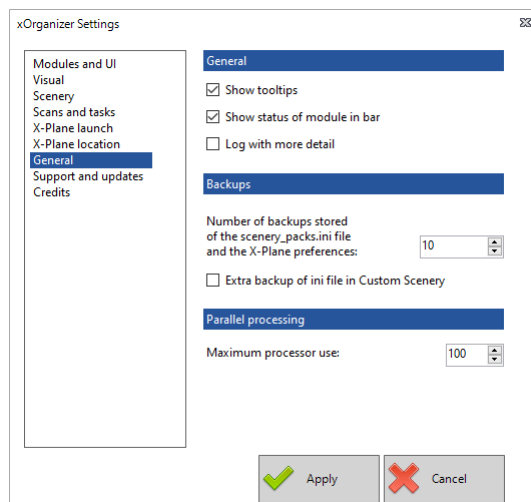 xOrganizer Settings
Modules and UI
Visual
Scenery
Scans and tasks
X-Plane launch
X-Plane location
General
Support and updates
Credits
General
Show tooltips
Show status of module in bar
Log with more detail
Backups
Number of backups stored
of the scenery_packs.ini file
and the X-Plane preferences:
10
Extra backup of ini file in Custom Scenery
Parallel processing
Maximum processor use:
100
Apply
Cancel